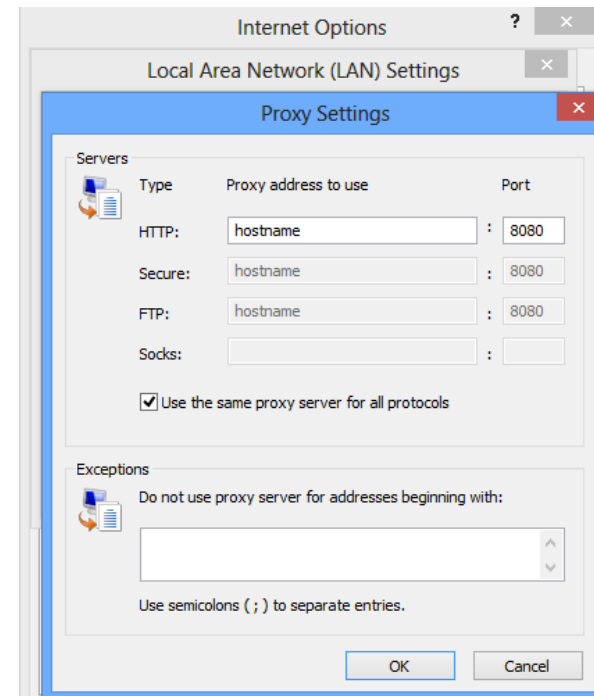 Internet Options ?
Local Area Network (LAN) Settings
Proxy Settings
Servers
Type Proxy address to use Port
HTTP: hostname : 8080
Secure: hostname : 8080
FTP: hostname : 8080
Socks: :
Use the same proxy server for all protocols
Exceptions
Do not use proxy server for addresses beginning with:
Use semicolons ( ; ) to separate entries.
OK Cancel